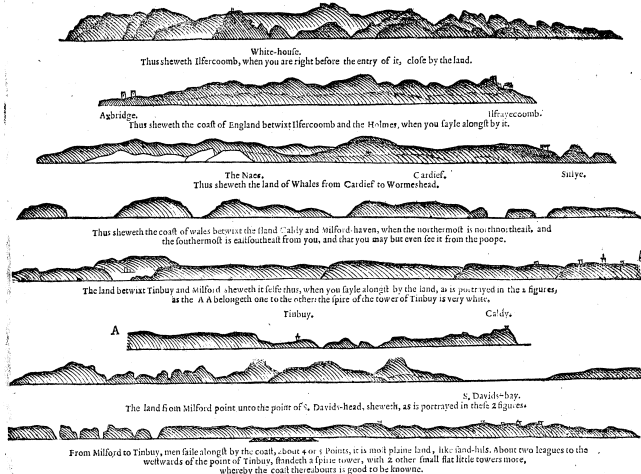 White-house.
Thus sheweth Ilfercoomb, when you are right before the entry of it, close by the land.
Axbridge. Ilfrayecoomb.
Thus sheweth the coast of England betwixt Ilfercoomb and the Holmes, when you sayle alongst by it.
The Naes. Cardief. Sillye.
Thus sheweth the land of Whales from Cardief to Wormeshead.
Thus sheweth the coast of wales betwixt the Iland Caldy and Milford-haven, when the northermost is northnortheast, and
the southermost is eastsoutheast from you, and that you may but even see it from the poope.
The land betwixt Tinbuy and Milford sheweth it selfe thus, when you sayle alongst by the land, as is portrayed in the 2 figures,
as the A A belongeth one to the other: the spire of the tower of Tinbuy is very white.
Tinbuy. Caldy.
A
S. Davids-bay.
The land from Milford point unto the point of S. Davids-head, sheweth, as is portrayed in these 2 figures.
From Milford to Tinbuy, men saile alongst by the coast, about 4 or 5 Points, it is most plaine land, like sand-hils. About two leagues to the
westwards of the point of Tinbuy, standeth a spire tower, with 2 other small flat little towers more,
whereby the coast thereabouts is good to be knowne.